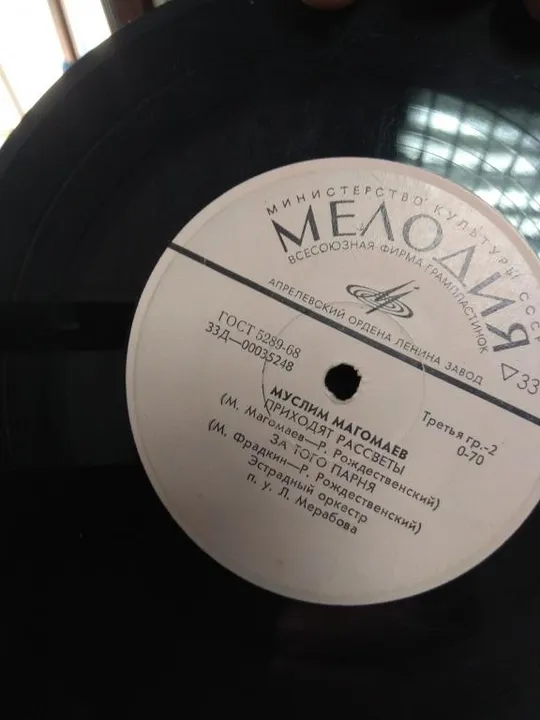 МИНИСТЕРСТВО КУЛЬТУРЫ СССР
МЕЛОДИЯ
ВСЕСОЮЗНАЯ ФИРМА ГРАМПЛАСТИНОК
АПРЕЛЕВСКИЙ ОРДЕНА ЛЕНИНА ЗАВОД
ГОСТ 5289-68
33Д—00035248
▽33
Третья гр.-2
0-70
МУСЛИМ МАГОМАЕВ
ПРИХОДЯТ РАССВЕТЫ
(М. Магомаев—Р. Рождественский)
ЗА ТОГО ПАРНЯ
(М. Фрадкин—Р. Рождественский)
Эстрадный оркестр
п. у. Л. Мерабова